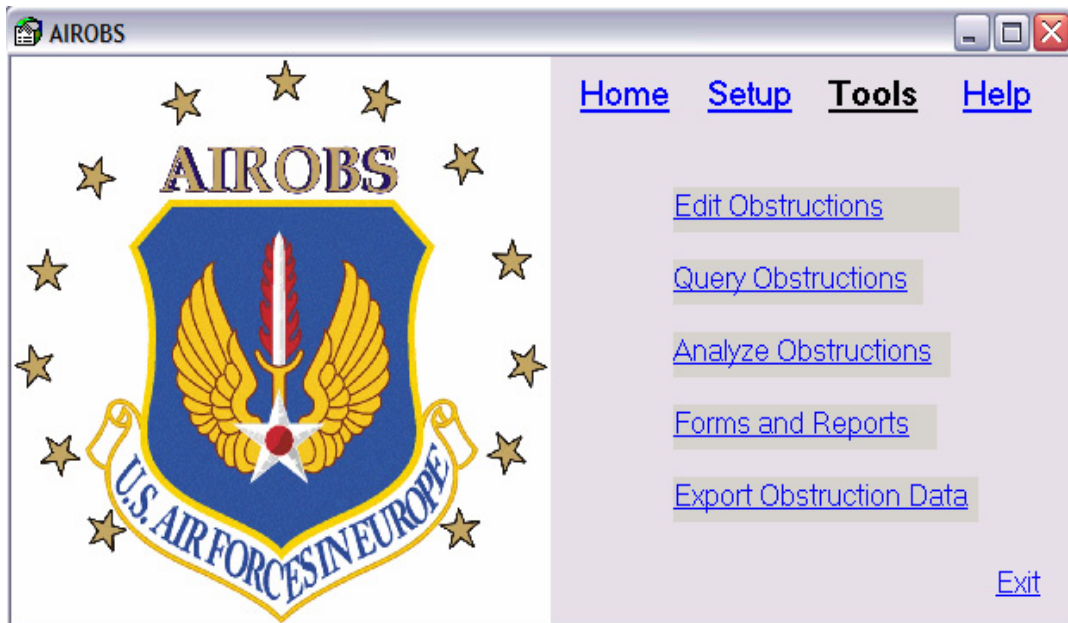 AIROBS
AIROBS
U.S. AIR FORCES IN EUROPE
Home Setup Tools Help
Edit Obstructions
Query Obstructions
Analyze Obstructions
Forms and Reports
Export Obstruction Data
Exit